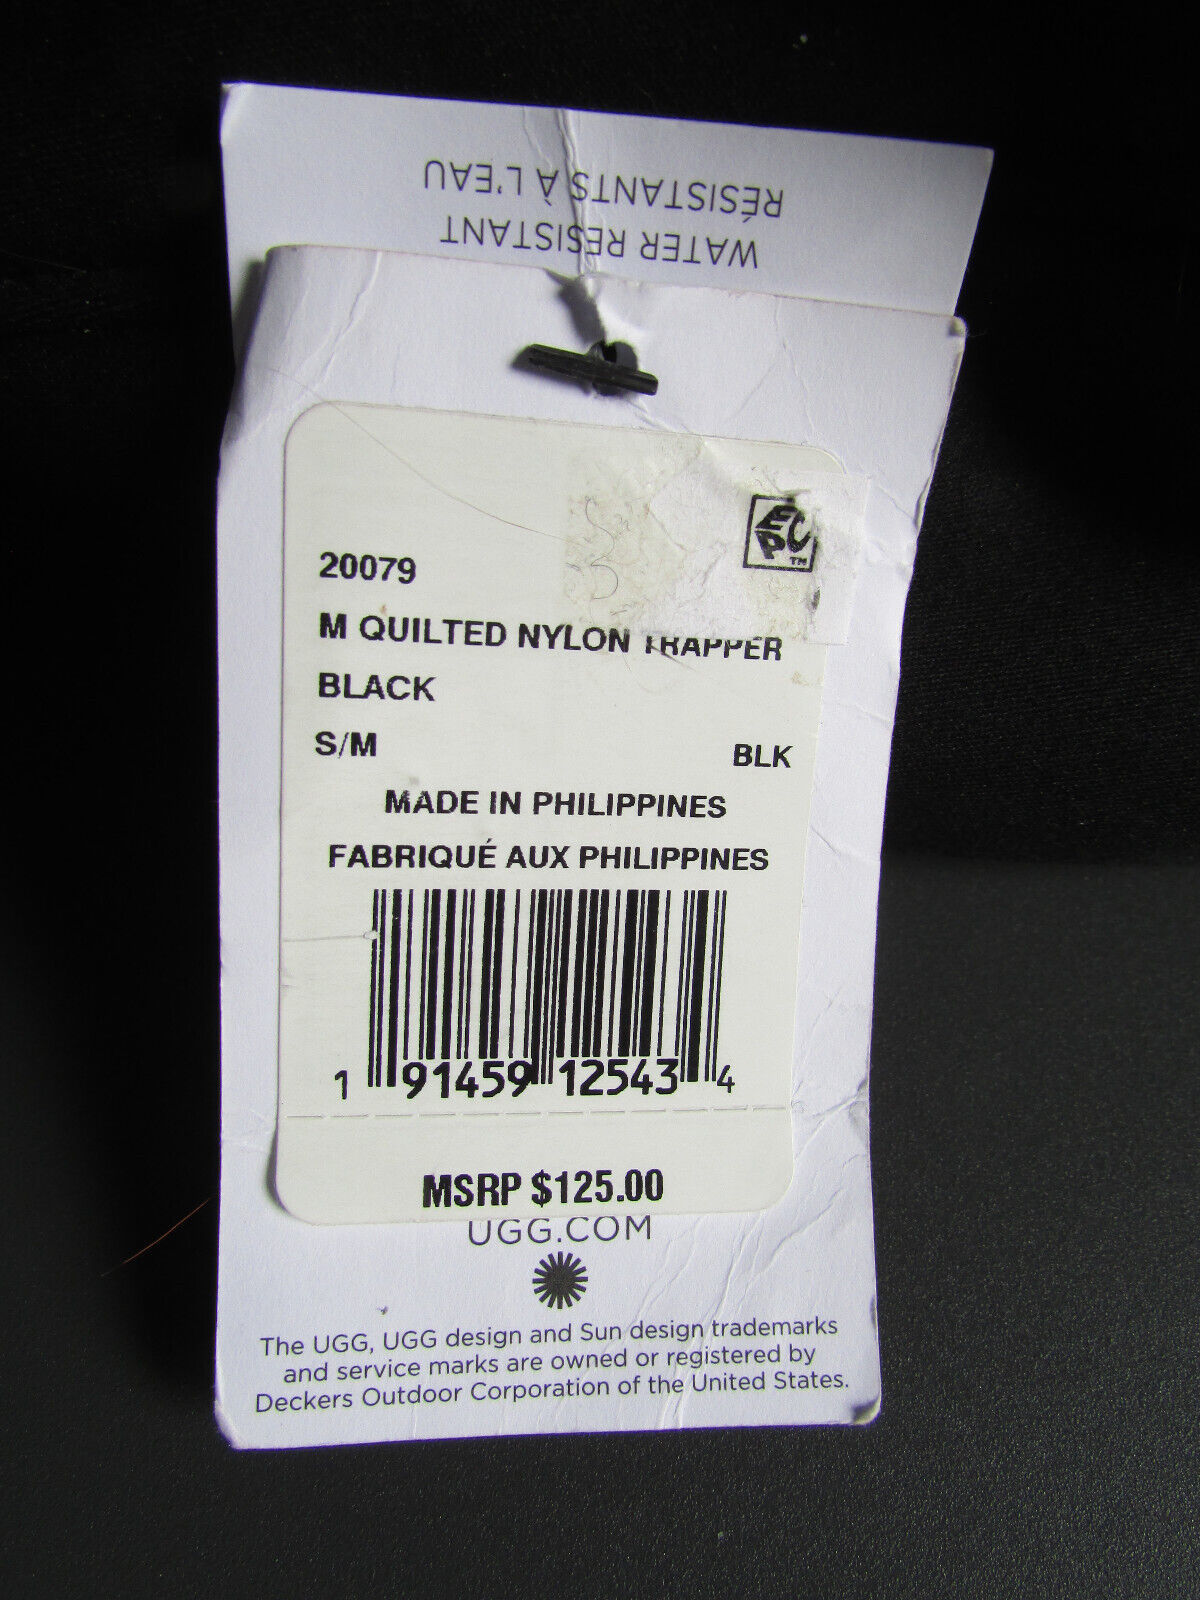 RÉSISTANTS À L'EAU
WATER RESISTANT
EPC™
20079
M QUILTED NYLON TRAPPER
BLACK
S/M BLK
MADE IN PHILIPPINES
FABRIQUÉ AUX PHILIPPINES
1 91459 12543 4
MSRP $125.00
UGG.COM
The UGG, UGG design and Sun design trademarks
and service marks are owned or registered by
Deckers Outdoor Corporation of the United States.